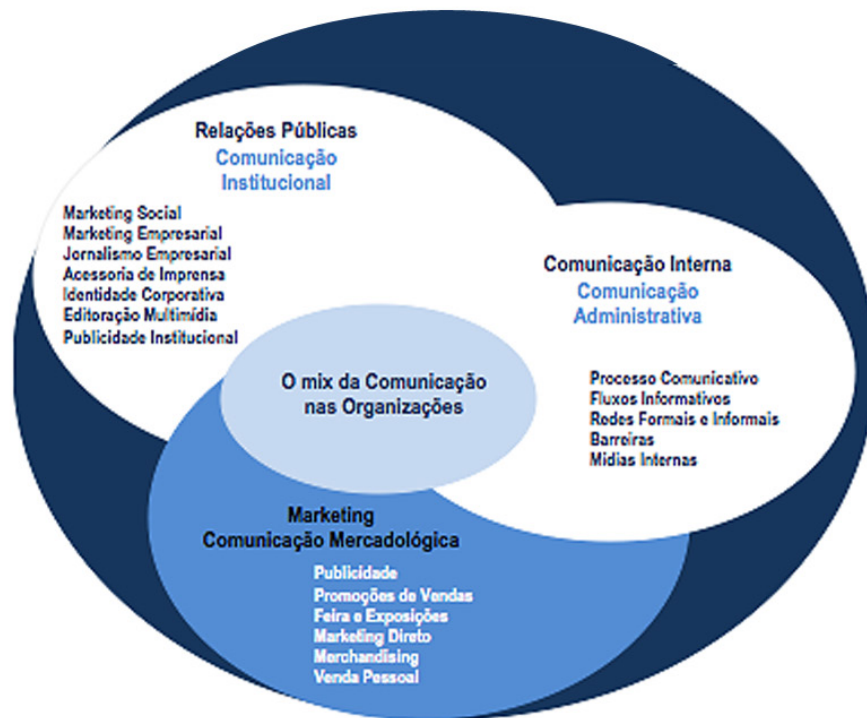 Relações Públicas
Comunicação
Institucional
Marketing Social
Marketing Empresarial
Jornalismo Empresarial
Acessoria de Imprensa
Identidade Corporativa
Editoração Multimídia
Publicidade Institucional
Comunicação Interna
Comunicação
Administrativa
Processo Comunicativo
Fluxos Informativos
Redes Formais e Informais
Barreiras
Mídias Internas
O mix da Comunicação
nas Organizações
Marketing
Comunicação Mercadológica
Publicidade
Promoções de Vendas
Feira e Exposições
Marketing Direto
Merchandising
Venda Pessoal